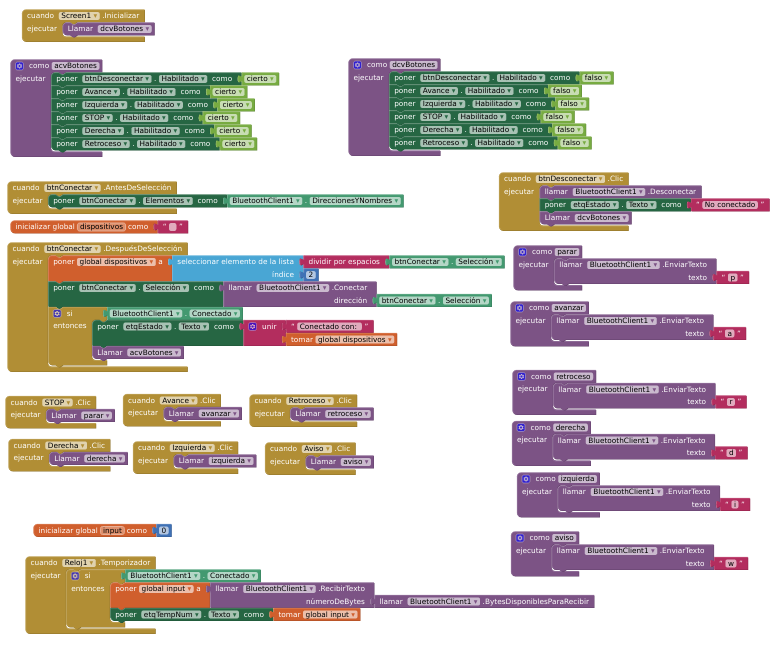 cuando Screen1 .Inicializar
ejecutar Llamar dcvBotones
como acvBotones
ejecutar poner btnDesconectar . Habilitado como cierto
poner Avance . Habilitado como cierto
poner Izquierda . Habilitado como cierto
poner STOP . Habilitado como cierto
poner Derecha . Habilitado como cierto
poner Retroceso . Habilitado como cierto
como dcvBotones
ejecutar poner btnDesconectar . Habilitado como falso
poner Avance . Habilitado como falso
poner Izquierda . Habilitado como falso
poner STOP . Habilitado como falso
poner Derecha . Habilitado como falso
poner Retroceso . Habilitado como falso
cuando btnConectar .AntesDeSelección
ejecutar poner btnConectar . Elementos como BluetoothClient1 . DireccionesYNombres
inicializar global dispositivos como " "
cuando btnConectar .DespuésDeSelección
ejecutar poner global dispositivos a seleccionar elemento de la lista dividir por espacios btnConectar . Selección
índice 2
poner btnConectar . Selección como llamar BluetoothClient1 .Conectar
dirección btnConectar . Selección
si BluetoothClient1 . Conectado
entonces poner etqEstado . Texto como unir " Conectado con: "
tomar global dispositivos
Llamar acvBotones
cuando btnDesconectar .Clic
ejecutar llamar BluetoothClient1 .Desconectar
poner etqEstado . Texto como " No conectado "
Llamar dcvBotones
como parar
ejecutar llamar BluetoothClient1 .EnviarTexto
texto " p "
como avanzar
ejecutar llamar BluetoothClient1 .EnviarTexto
texto " a "
como retroceso
ejecutar llamar BluetoothClient1 .EnviarTexto
texto " r "
como derecha
ejecutar llamar BluetoothClient1 .EnviarTexto
texto " d "
como izquierda
ejecutar llamar BluetoothClient1 .EnviarTexto
texto " i "
como aviso
ejecutar llamar BluetoothClient1 .EnviarTexto
texto " w "
cuando STOP .Clic
ejecutar Llamar parar
cuando Avance .Clic
ejecutar Llamar avanzar
cuando Retroceso .Clic
ejecutar Llamar retroceso
cuando Derecha .Clic
ejecutar Llamar derecha
cuando Izquierda .Clic
ejecutar Llamar izquierda
cuando Aviso .Clic
ejecutar Llamar aviso
inicializar global input como 0
cuando Reloj1 .Temporizador
ejecutar si BluetoothClient1 . Conectado
entonces poner global input a llamar BluetoothClient1 .RecibirTexto
númeroDeBytes llamar BluetoothClient1 .BytesDisponiblesParaRecibir
poner etqTempNum . Texto como tomar global input